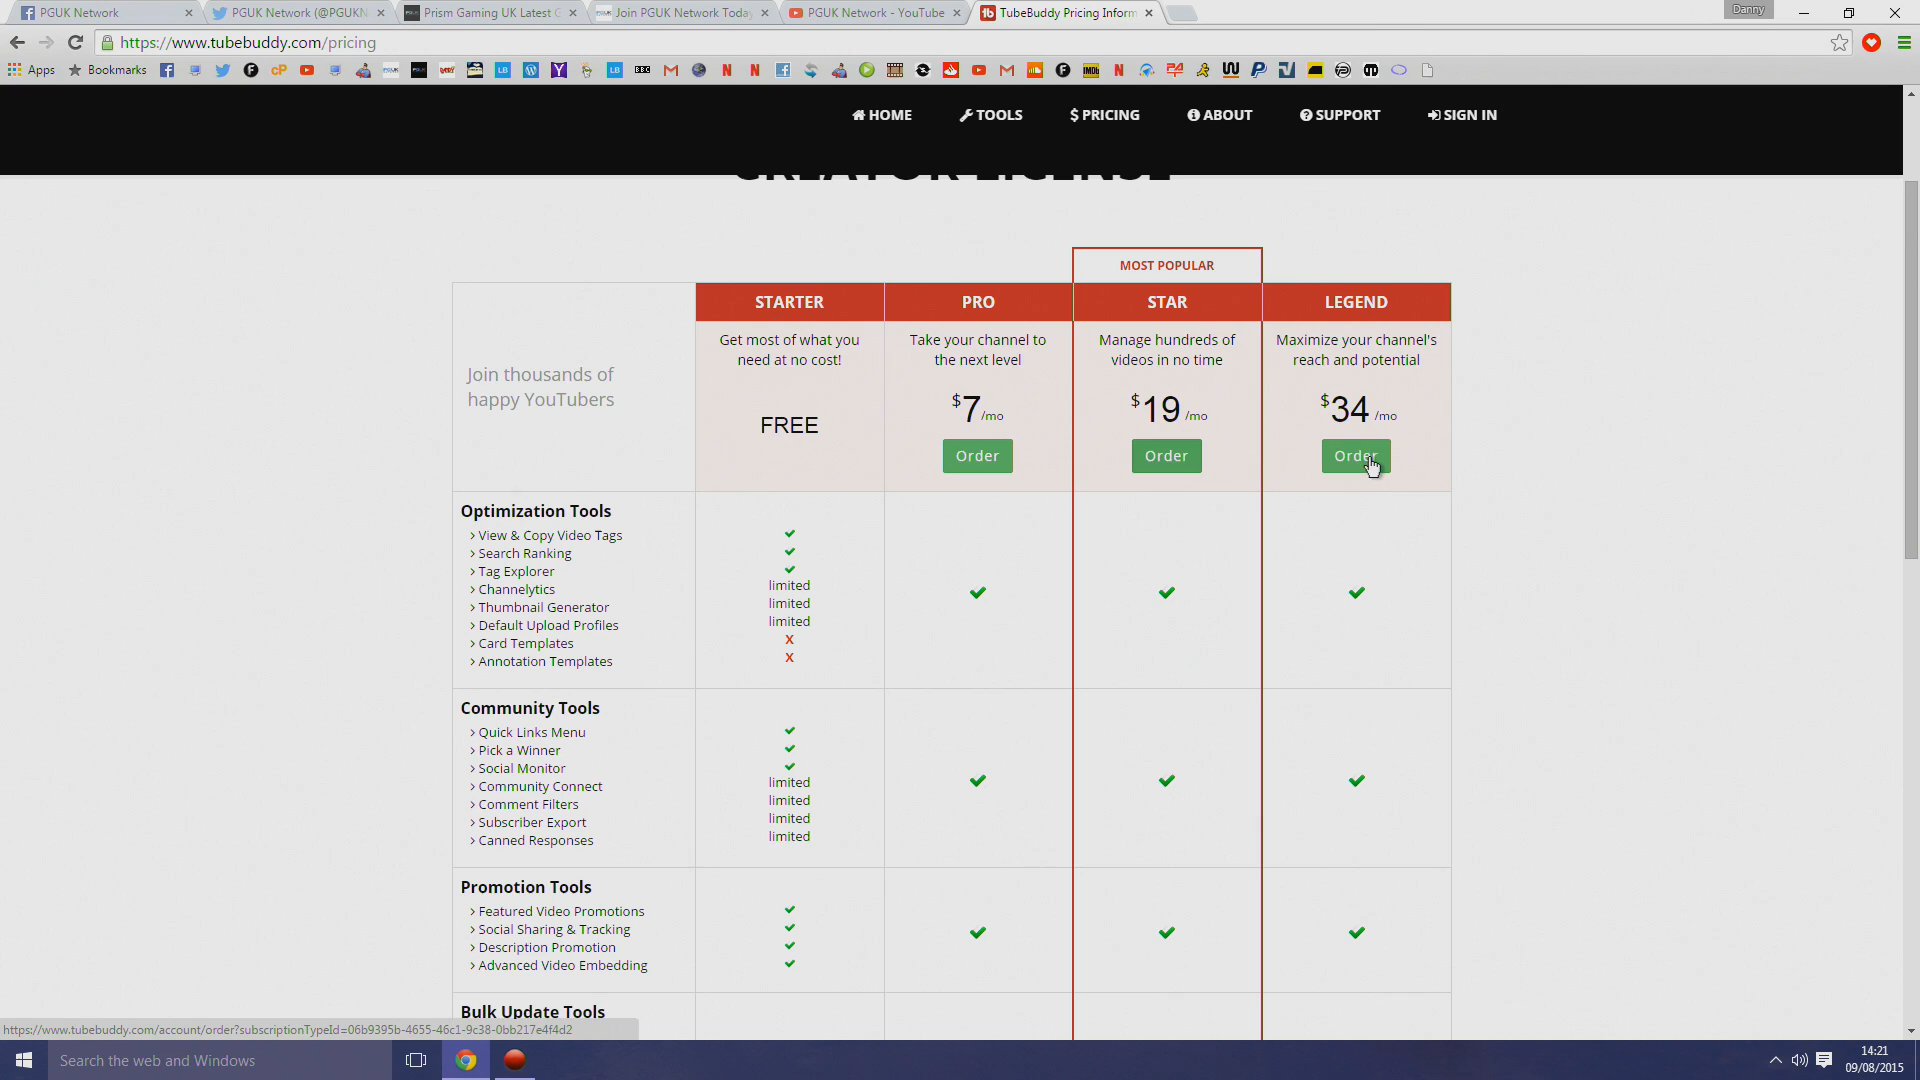 PGUK Network
PGUK Network (@PGUKN
Prism Gaming UK Latest G
Join PGUK Network Today
PGUK Network - YouTube
TubeBuddy Pricing Inform
Danny
https://www.tubebuddy.com/pricing
Apps
Bookmarks
HOME
TOOLS
$ PRICING
ABOUT
SUPPORT
SIGN IN
CREATOR LICENSE
MOST POPULAR
STARTER
PRO
STAR
LEGEND
Join thousands of
happy YouTubers
Get most of what you
need at no cost!
FREE
Take your channel to
the next level
$7/mo
Order
Manage hundreds of
videos in no time
$19 /mo
Order
Maximize your channel's
reach and potential
$34 /mo
Order
Optimization Tools
> View & Copy Video Tags
> Search Ranking
> Tag Explorer
> Channelytics
limited
> Thumbnail Generator
limited
> Default Upload Profiles
limited
> Card Templates
X
> Annotation Templates
X
Community Tools
> Quick Links Menu
> Pick a Winner
> Social Monitor
> Community Connect
limited
> Comment Filters
limited
> Subscriber Export
limited
> Canned Responses
limited
Promotion Tools
> Featured Video Promotions
> Social Sharing & Tracking
> Description Promotion
> Advanced Video Embedding
Bulk Update Tools
https://www.tubebuddy.com/account/order?subscriptionTypeId=06b9395b-4655-46c1-9c38-0bb217e4f4d2
Search the web and Windows
14:21
09/08/2015